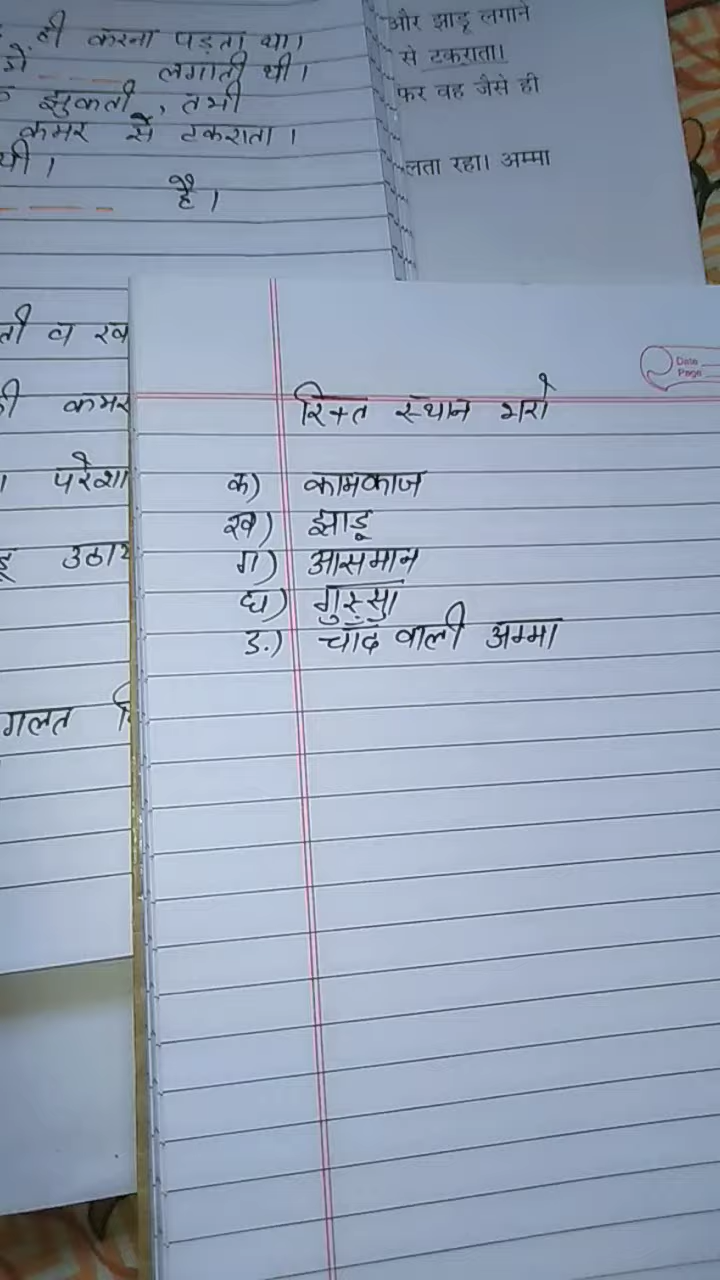 ही करना पड़ता था।
में _ _ _ _ लगाती थी।
झुकती, तभी
कमर से टकराता।
थी।
_ _ _ _ है।
और झाडू लगाने
से टकराता।
फर वह जैसे ही
लता रहा। अम्मा
ती व
कमर
परेशा
उठाय
गलत
Date
Page
रिक्त स्थान भरो
क) कामकाज
ख) झाडू
ग) आसमान
घ) गुस्सा
ङ) चाँद वाली अम्मा